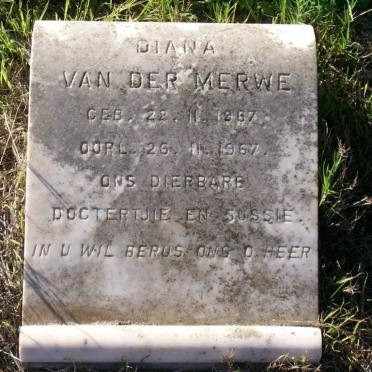 DIANA
VAN DER MERWE
GEB. 22. 11. 1967.
OORL. 26. 11. 1967.
ONS DIERBARE
DOGTERTJIE EN SUSSIE.
IN U WIL BERUS ONS O HEER